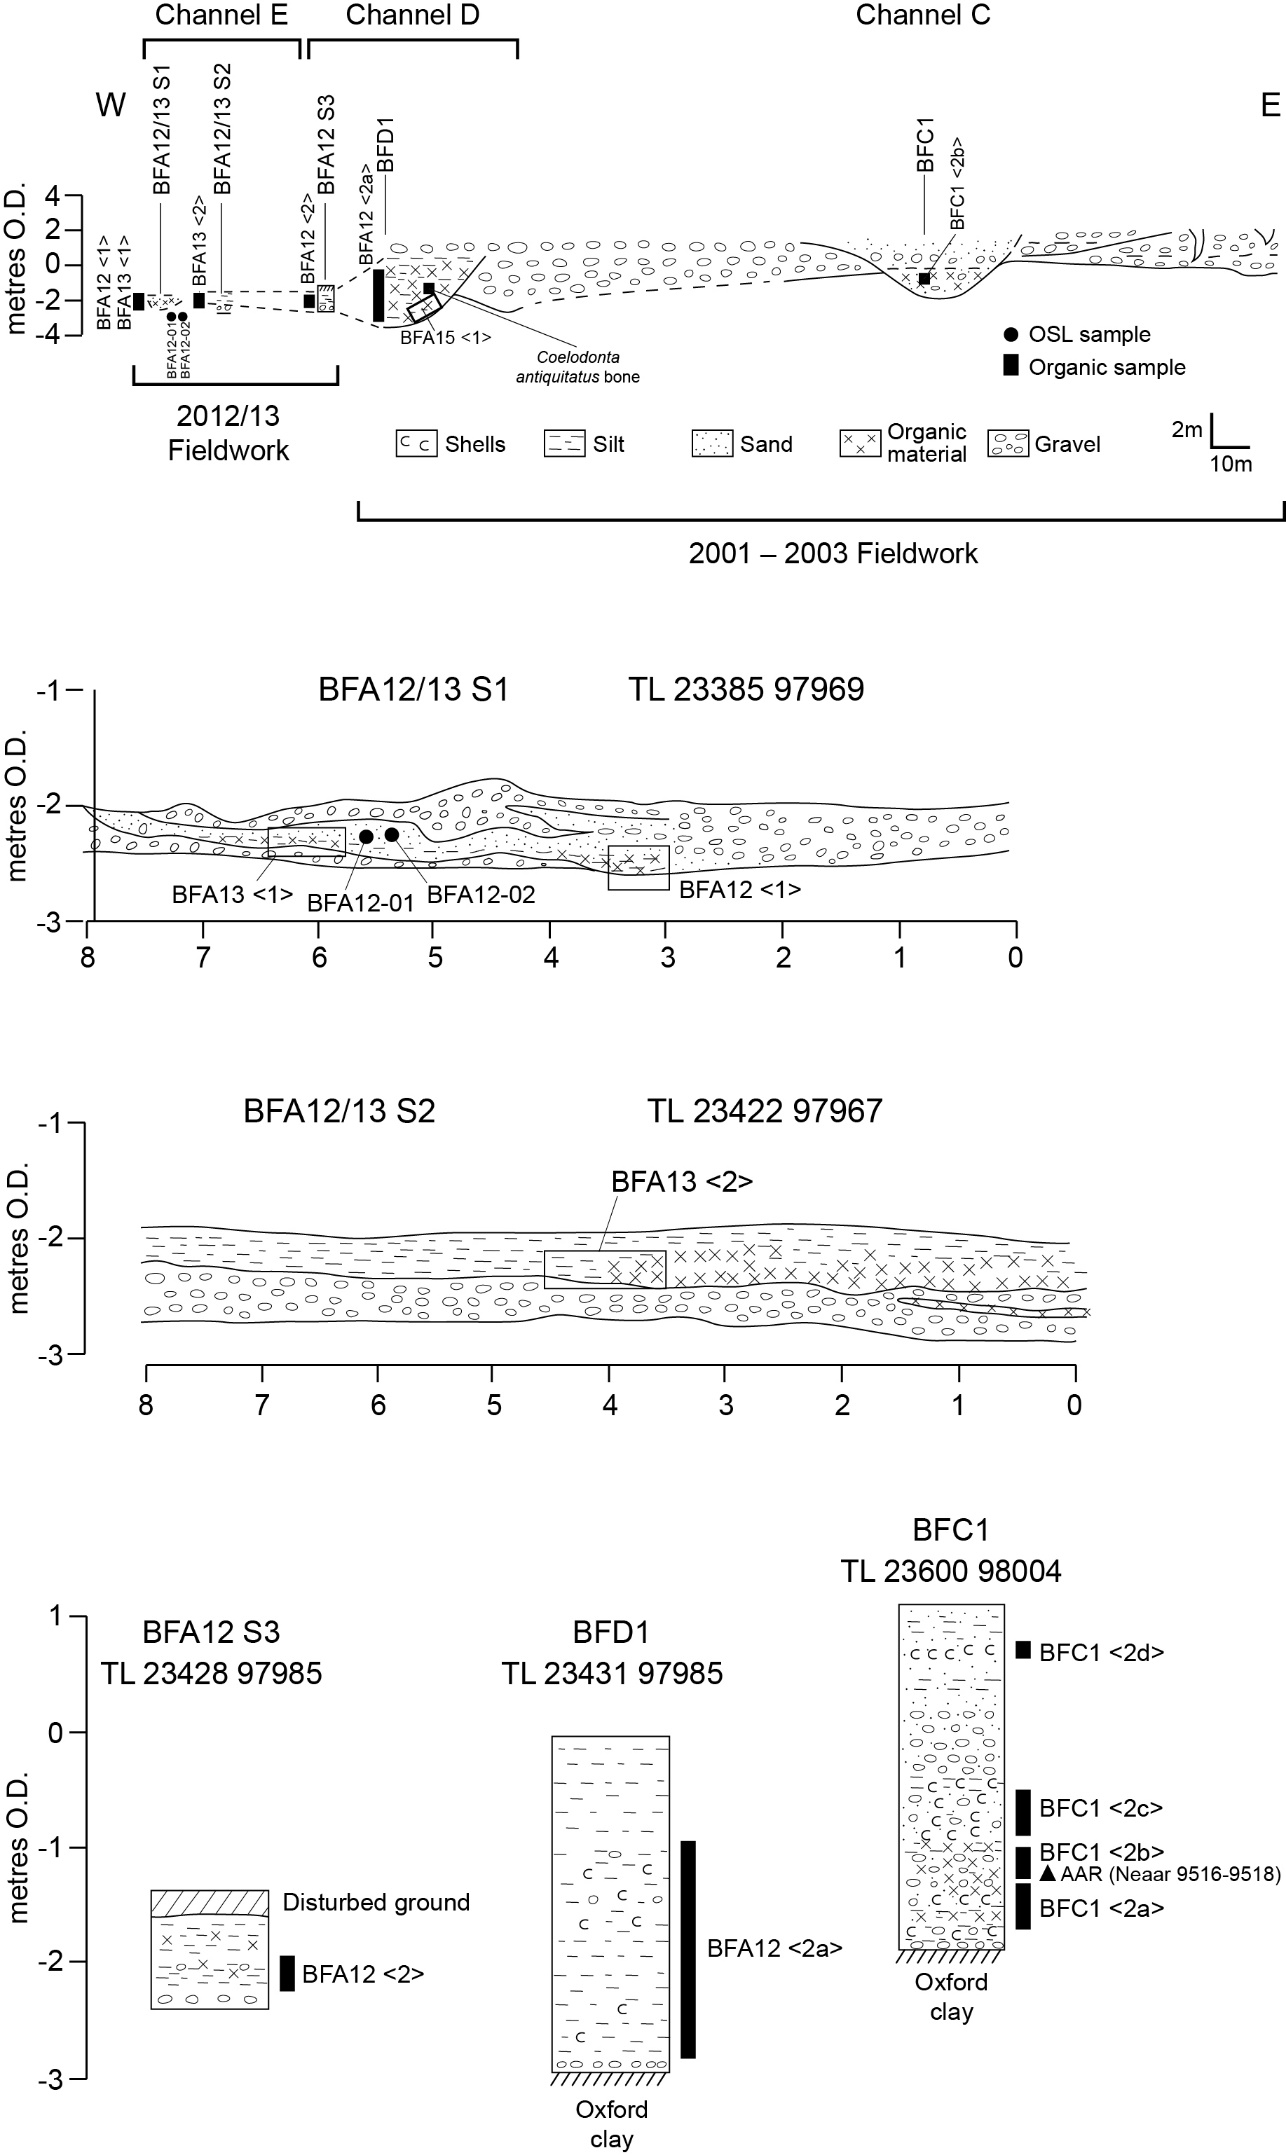 Channel E
Channel D
Channel C
W
E
BFA12/13 S1
BFA12/13 S2
BFA12 S3
BFD1
BFC1
BFC1 <2b>
BFA12 <1>
BFA13 <1>
BFA13 <2>
BFA12 <2>
BFA12 <2a>
metres O.D.
4
2
0
-2
-4
BFA12-01
BFA12-02
BFA15 <1>
Coelodonta
antiquitatus bone
OSL sample
Organic sample
2012/13
Fieldwork
Shells
Silt
Sand
Organic
material
Gravel
2m
10m
2001 – 2003 Fieldwork
BFA12/13 S1
TL 23385 97969
metres O.D.
-1
-2
-3
BFA13 <1>
BFA12-01
BFA12-02
BFA12 <1>
8 7 6 5 4 3 2 1 0
BFA12/13 S2
TL 23422 97967
metres O.D.
-1
-2
-3
BFA13 <2>
8 7 6 5 4 3 2 1 0
BFC1
TL 23600 98004
BFA12 S3
TL 23428 97985
BFD1
TL 23431 97985
metres O.D.
1
0
-1
-2
-3
Disturbed ground
BFA12 <2>
BFA12 <2a>
Oxford
clay
BFC1 <2d>
BFC1 <2c>
BFC1 <2b>
AAR (Neaar 9516-9518)
BFC1 <2a>
Oxford
clay